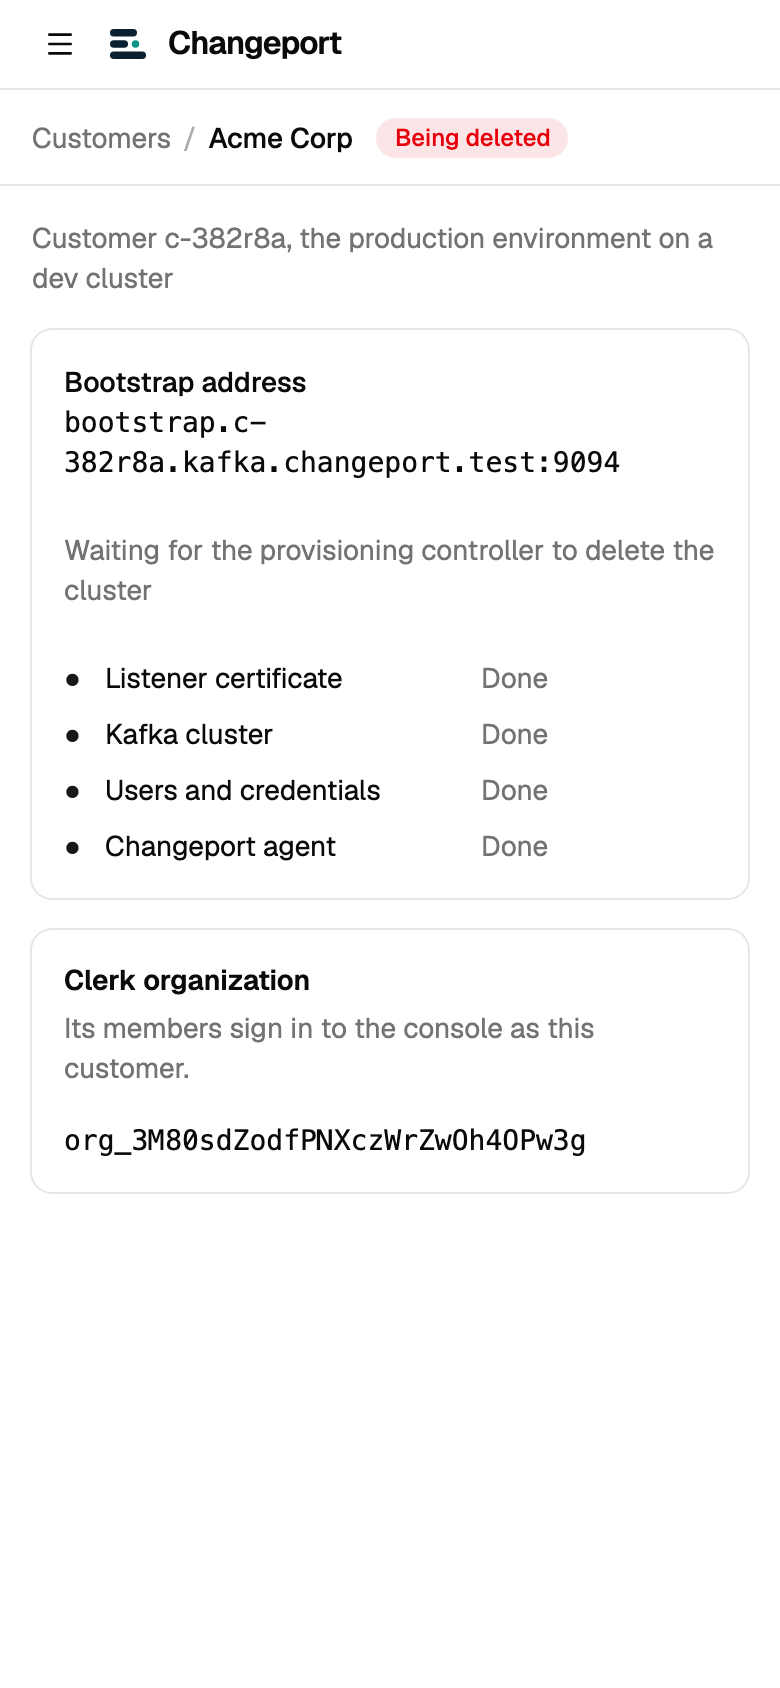 Changeport
Customers / Acme Corp Being deleted
Customer c-382r8a, the production environment on a
dev cluster
Bootstrap address
bootstrap.c-
382r8a.kafka.changeport.test:9094
Waiting for the provisioning controller to delete the
cluster
Listener certificate Done
Kafka cluster Done
Users and credentials Done
Changeport agent Done
Clerk organization
Its members sign in to the console as this
customer.
org_3M80sdZodfPNXczWrZwOh4OPw3g